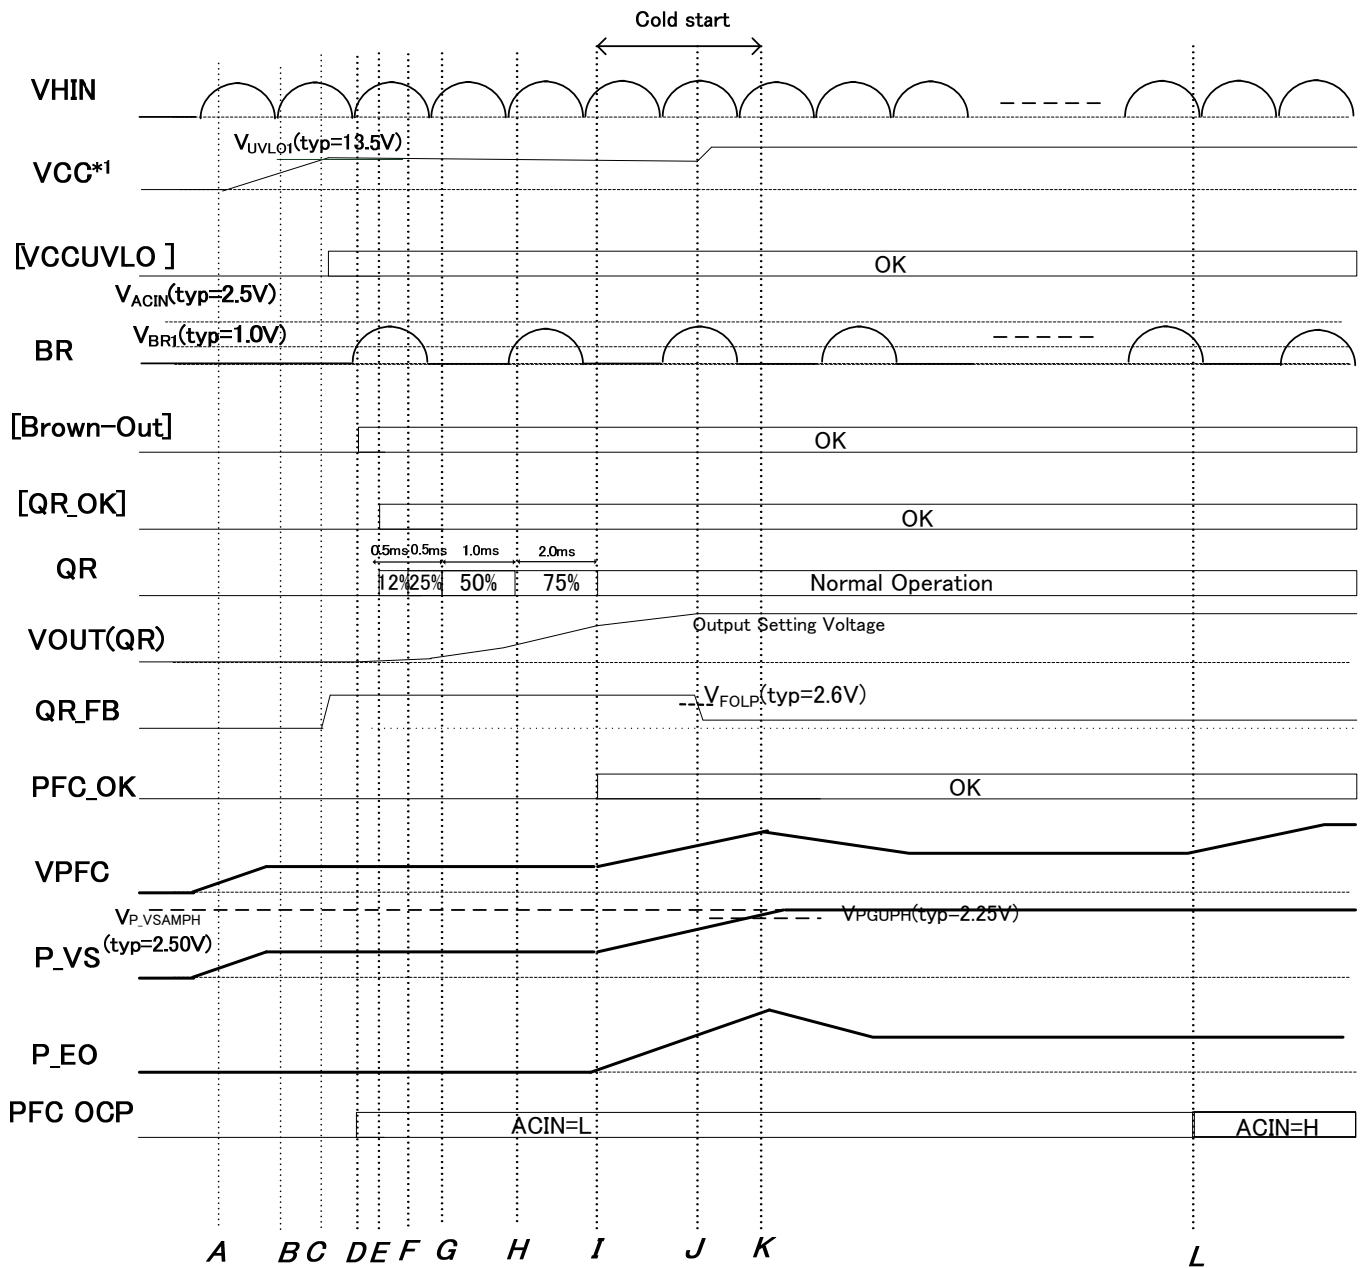 Cold start
VHIN
VUVLO1(typ=13.5V)
VCC*1
[VCCUVLO ]
OK
VACIN(typ=2.5V)
VBR1(typ=1.0V)
BR
[Brown-Out]
OK
[QR_OK]
OK
0.5ms 0.5ms 1.0ms 2.0ms
QR
12% 25% 50% 75% Normal Operation
VOUT(QR)
Output Setting Voltage
QR_FB
VFOLP(typ=2.6V)
PFC_OK
OK
VPFC
VP_VSAMPH
(typ=2.50V)
VPGUPH(typ=2.25V)
P_VS
P_EO
PFC OCP
ACIN=L
ACIN=H
A B C D E F G H I J K L